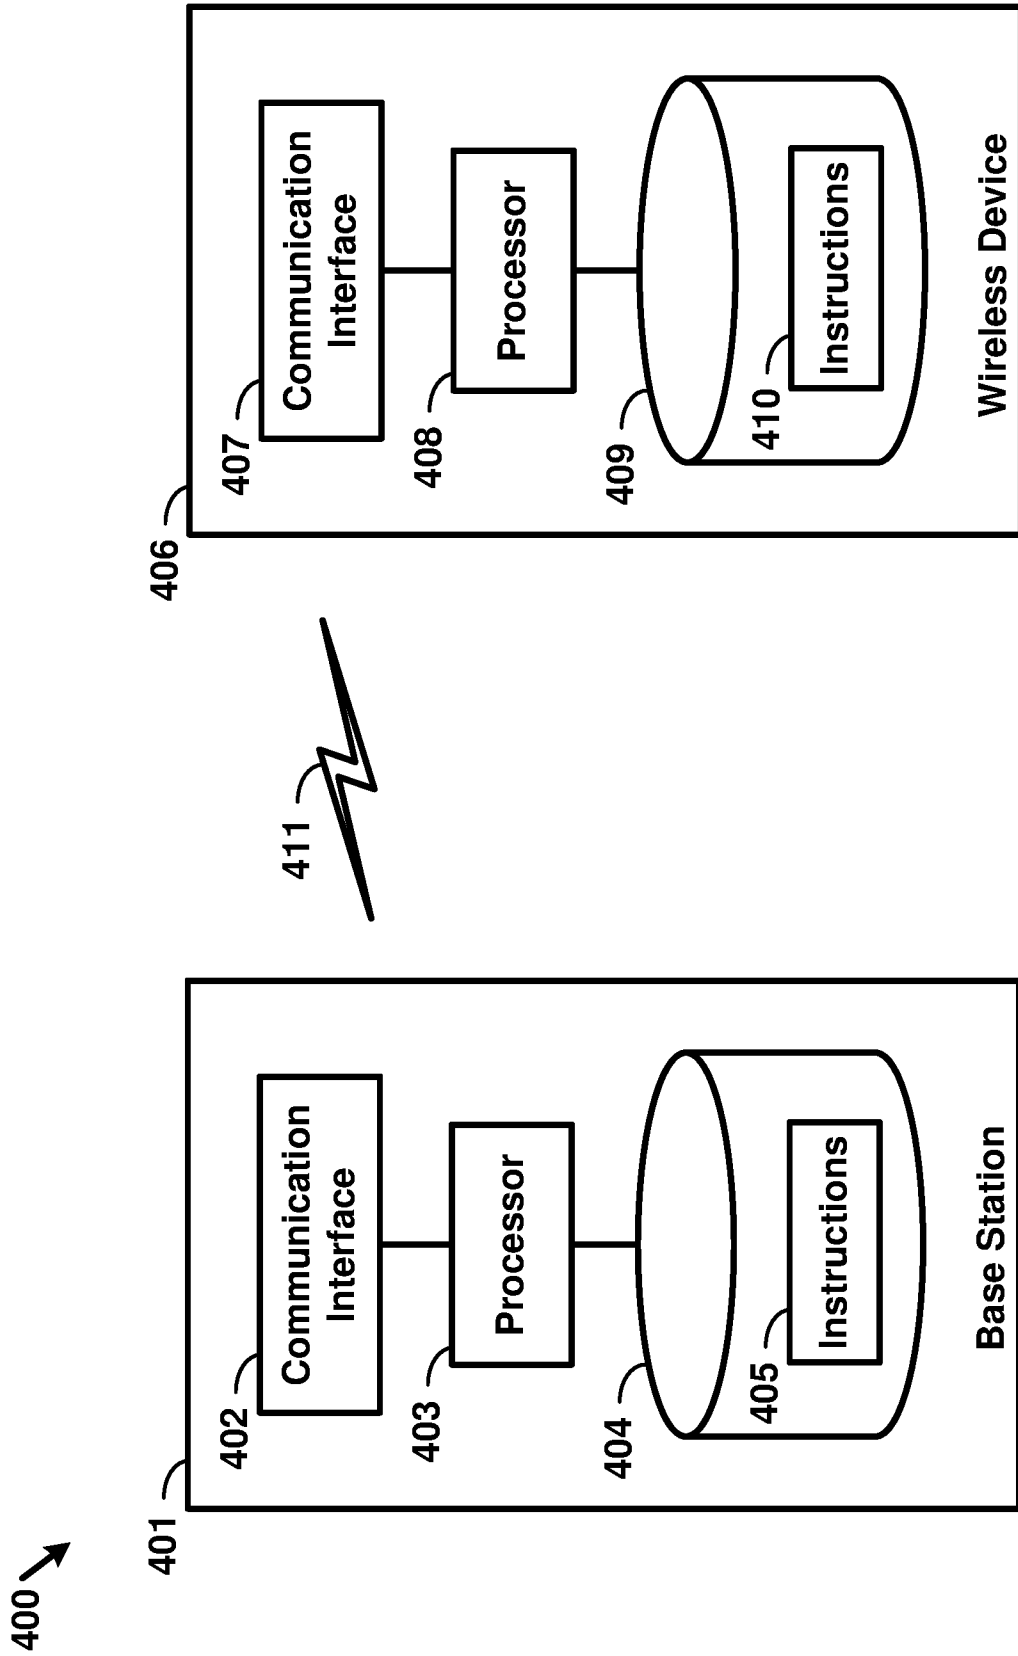 400
401
402
Communication
Interface
403
Processor
404
405
Instructions
Base Station
411
406
407
Communication
Interface
408
Processor
409
410
Instructions
Wireless Device